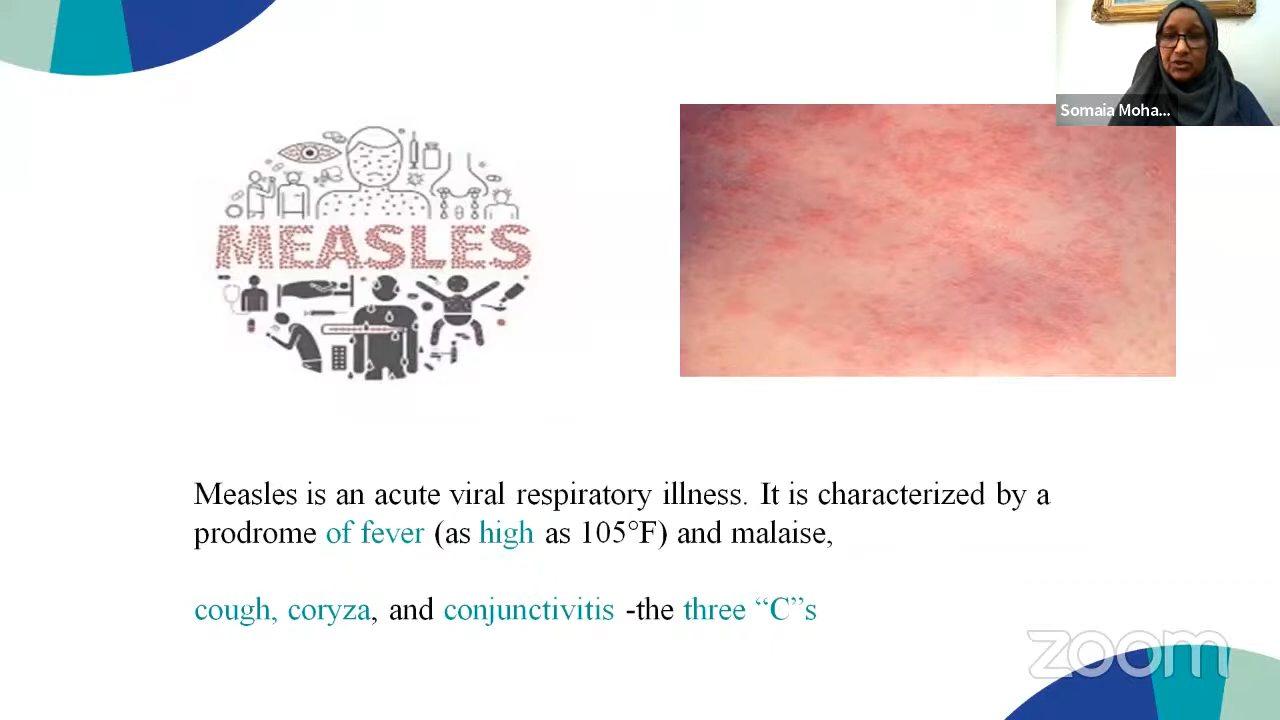 Somaia Moha...
MEASLES
Measles is an acute viral respiratory illness. It is characterized by a
prodrome of fever (as high as 105°F) and malaise,
cough, coryza, and conjunctivitis -the three “C”s
zoom